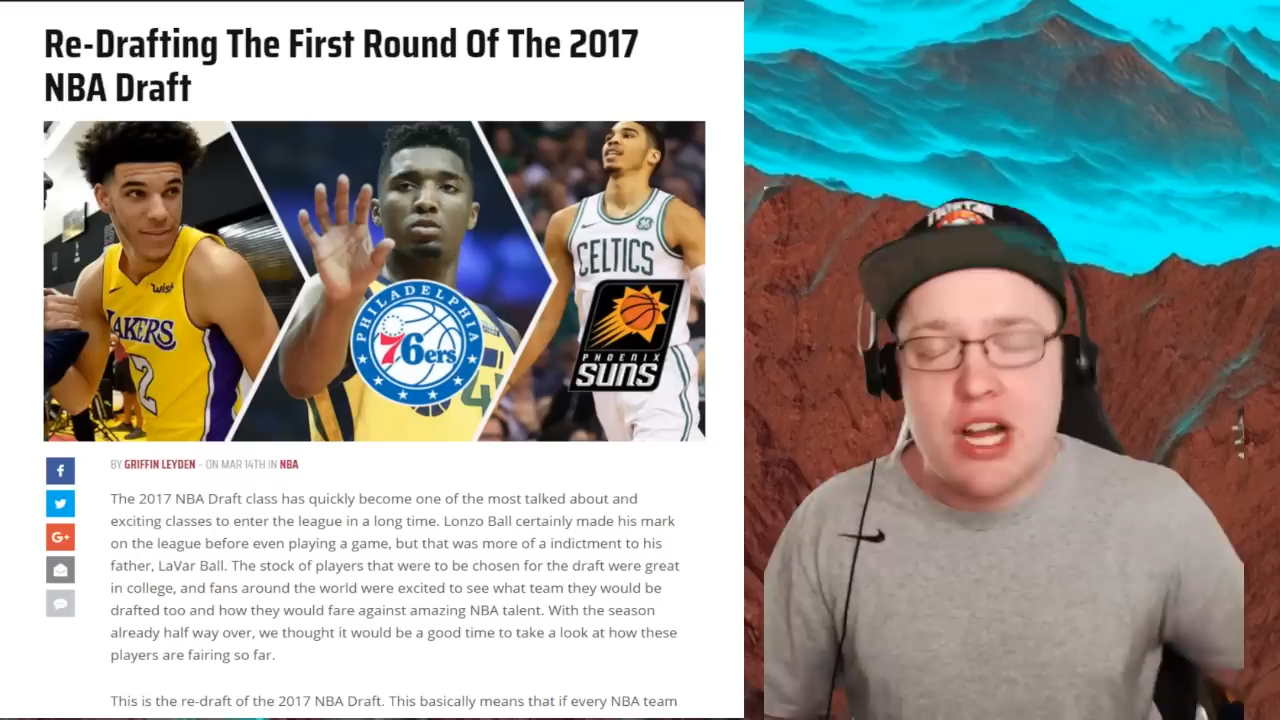 Re-Drafting The First Round Of The 2017
NBA Draft
wish
LAKERS
2
PHILADELPHIA
76ers
CELTICS
PHOENIX
SUNS
BY GRIFFIN LEYDEN - ON MAR 14TH IN NBA
The 2017 NBA Draft class has quickly become one of the most talked about and
exciting classes to enter the league in a long time. Lonzo Ball certainly made his mark
on the league before even playing a game, but that was more of a indictment to his
father, LaVar Ball. The stock of players that were to be chosen for the draft were great
in college, and fans around the world were excited to see what team they would be
drafted too and how they would fare against amazing NBA talent. With the season
already half way over, we thought it would be a good time to take a look at how these
players are fairing so far.
This is the re-draft of the 2017 NBA Draft. This basically means that if every NBA team